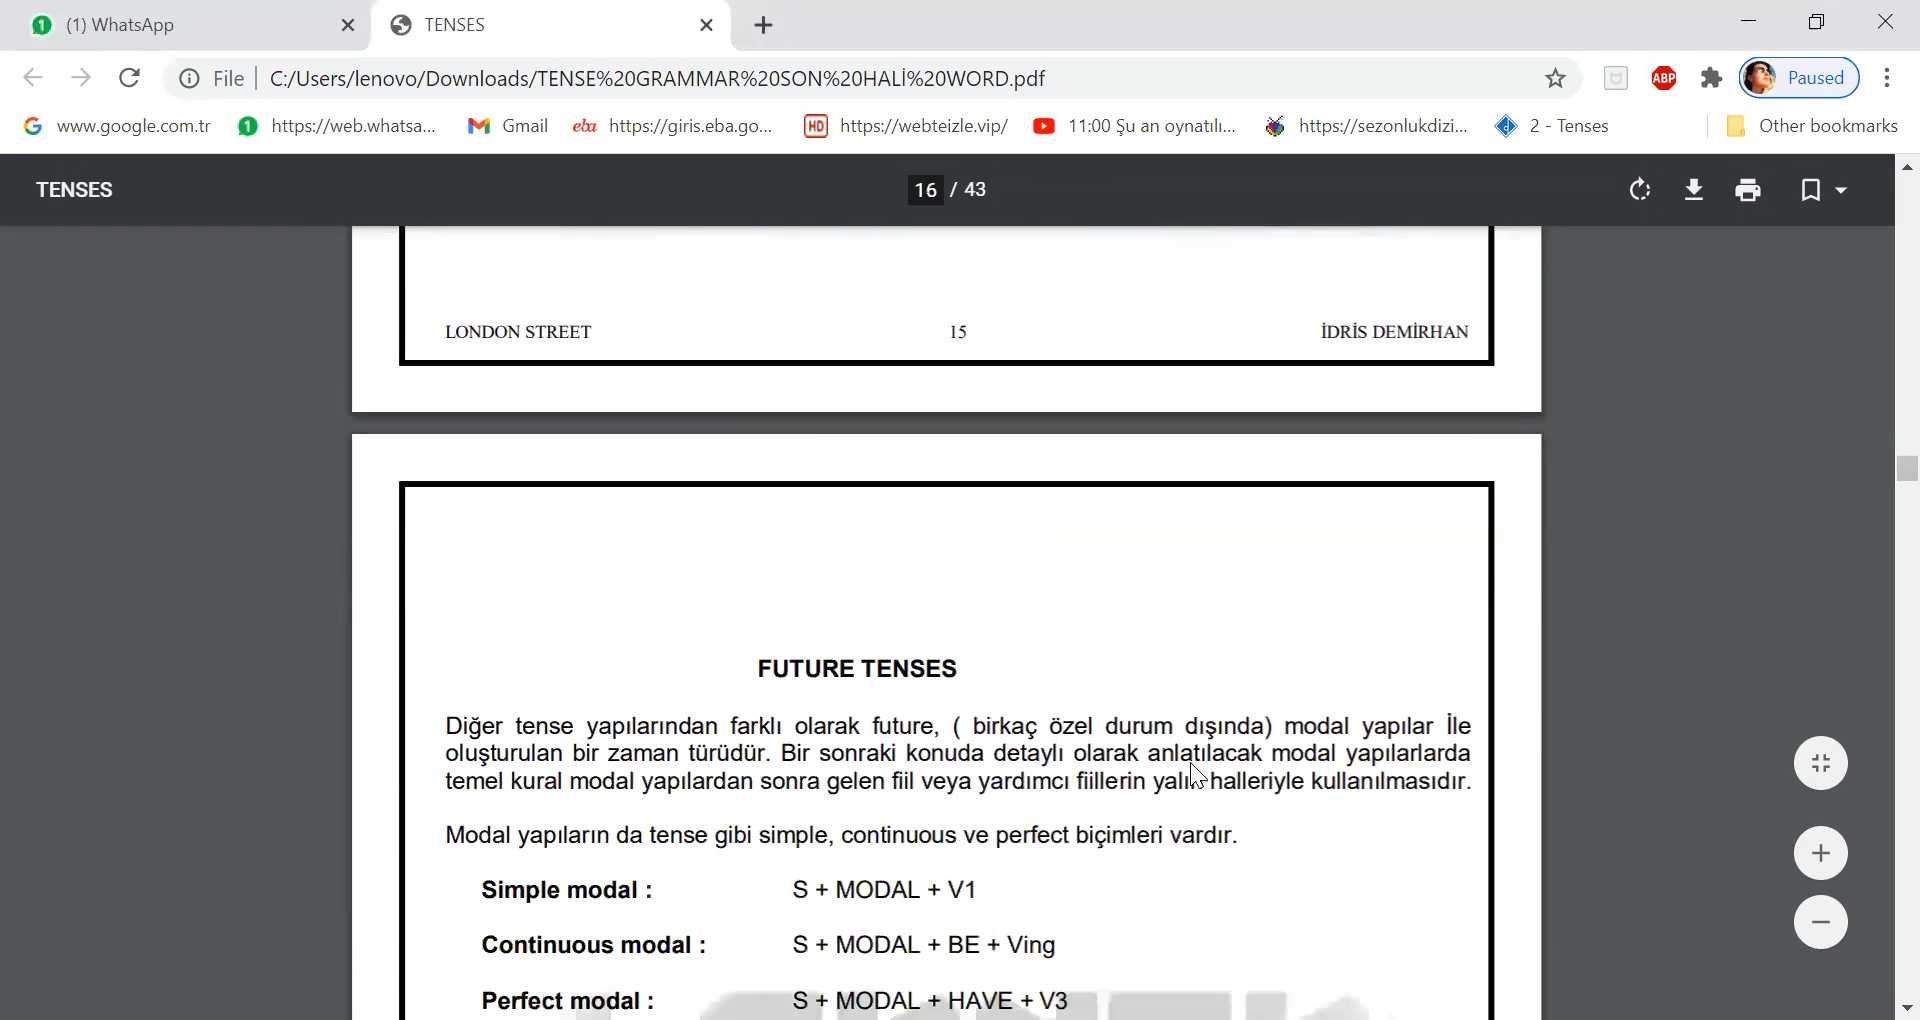 (1) WhatsApp
TENSES
File
C:/Users/lenovo/Downloads/TENSE%20GRAMMAR%20SON%20HALİ%20WORD.pdf
ABP
Paused
www.google.com.tr
https://web.whatsa...
Gmail
eba
https://giris.eba.go...
HD
https://webteizle.vip/
11:00 Şu an oynatılı...
https://sezonlukdizi...
2 - Tenses
Other bookmarks
TENSES
16 / 43
LONDON STREET 15 İDRİS DEMİRHAN
FUTURE TENSES
Diğer tense yapılarından farklı olarak future, ( birkaç özel durum dışında) modal yapılar İle
oluşturulan bir zaman türüdür. Bir sonraki konuda detaylı olarak anlatılacak modal yapılarlarda
temel kural modal yapılardan sonra gelen fiil veya yardımcı fiillerin yalın halleriyle kullanılmasıdır.
Modal yapıların da tense gibi simple, continuous ve perfect biçimleri vardır.
Simple modal : S + MODAL + V1
Continuous modal : S + MODAL + BE + Ving
Perfect modal : S + MODAL + HAVE + V3